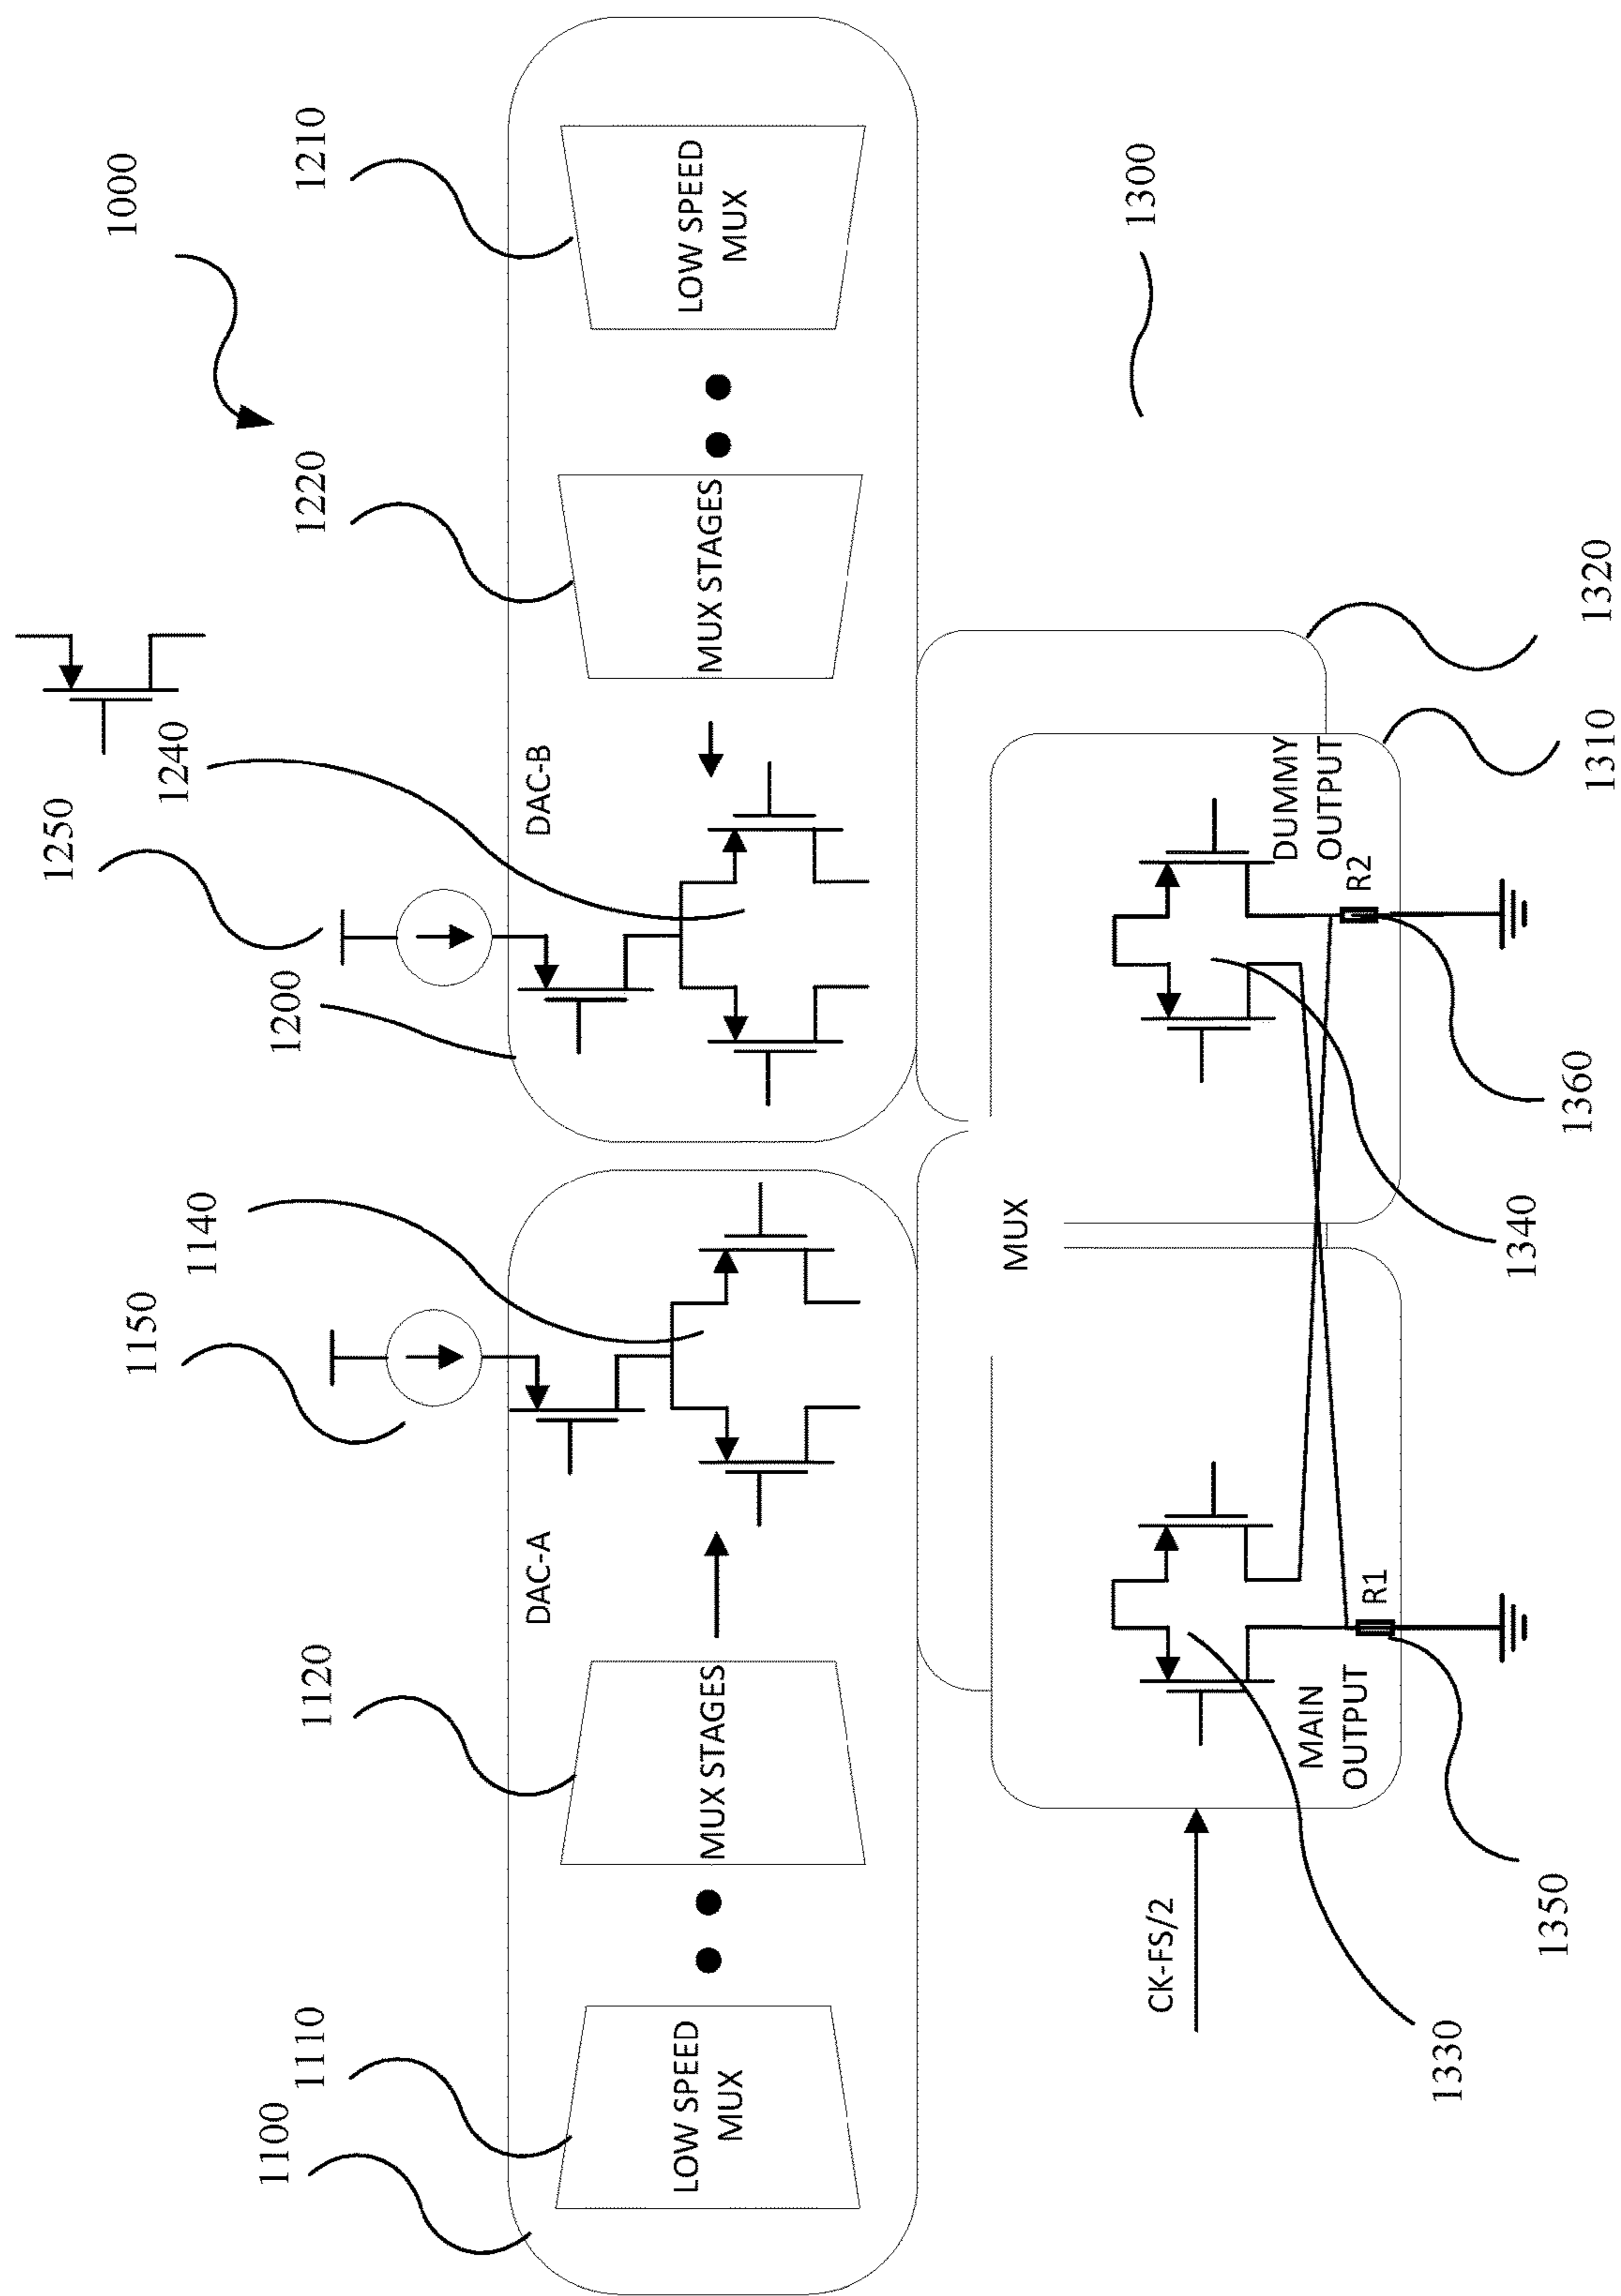 1000
1100
1110
1120
1150
1140
1200
1250
1240
1220
1210
LOW SPEED
MUX
MUX STAGES
DAC-A
DAC-B
MUX STAGES
LOW SPEED
MUX
MUX
1300
CK-FS/2
MAIN
OUTPUT
R1
DUMMY
OUTPUT
R2
1330
1350
1340
1360
1310
1320